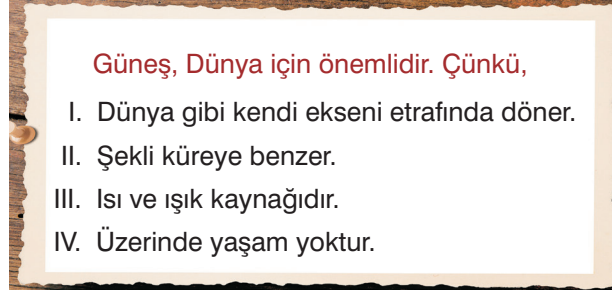 Güneş, Dünya için önemlidir. Çünkü,
I. Dünya gibi kendi ekseni etrafında döner.
II. Şekli küreye benzer.
III. Isı ve ışık kaynağıdır.
IV. Üzerinde yaşam yoktur.